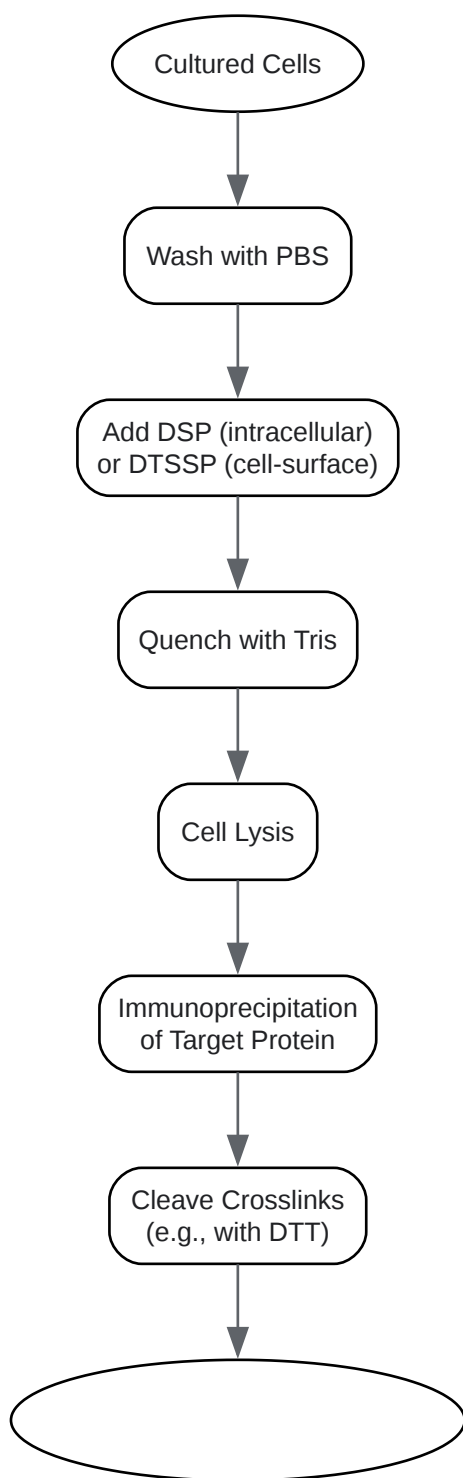 Cultured Cells
Wash with PBS
Add DSP (intracellular)
or DTSSP (cell-surface)
Quench with Tris
Cell Lysis
Immunoprecipitation
of Target Protein
Cleave Crosslinks
(e.g., with DTT)